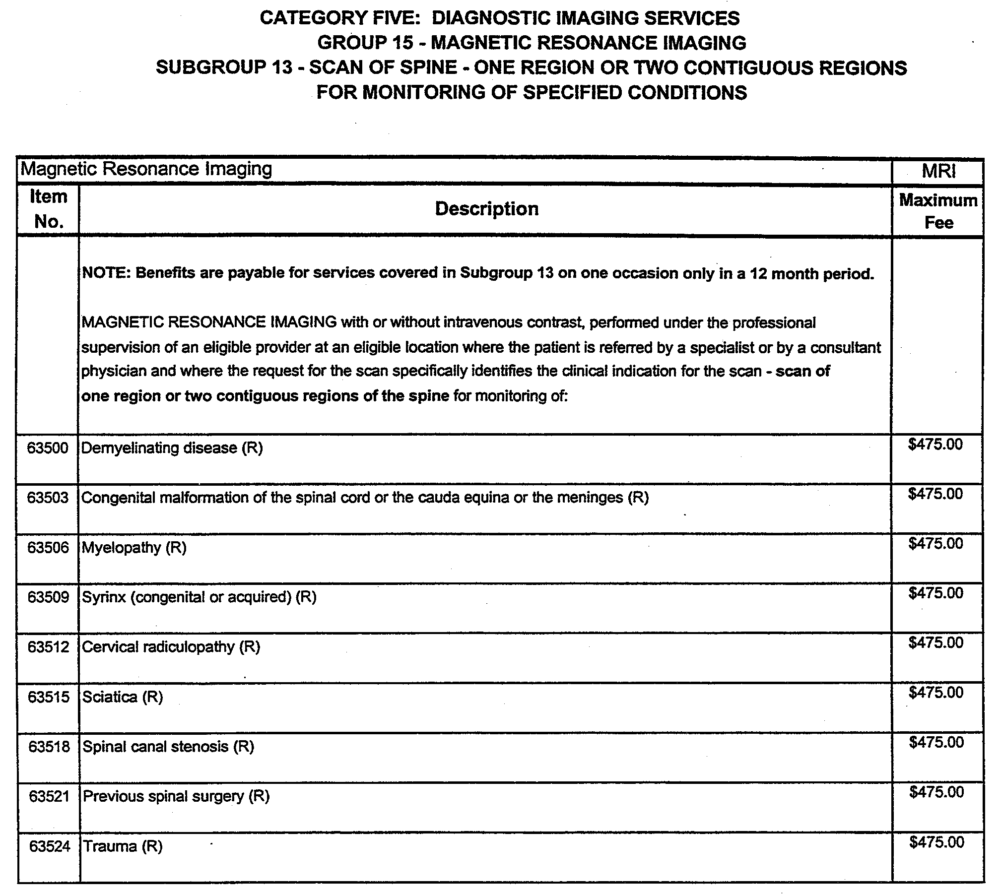 CATEGORY FIVE: DIAGNOSTIC IMAGING SERVICES
GROUP 15 - MAGNETIC RESONANCE IMAGING
SUBGROUP 13 - SCAN OF SPINE - ONE REGION OR TWO CONTIGUOUS REGIONS
FOR MONITORING OF SPECIFIED CONDITIONS
Magnetic Resonance Imaging MRI
Item No. Description Maximum Fee
NOTE: Benefits are payable for services covered in Subgroup 13 on one occasion only in a 12 month period.
MAGNETIC RESONANCE IMAGING with or without intravenous contrast, performed under the professional
supervision of an eligible provider at an eligible location where the patient is referred by a specialist or by a consultant
physician and where the request for the scan specifically identifies the clinical indication for the scan - scan of
one region or two contiguous regions of the spine for monitoring of:
63500 Demyelinating disease (R) $475.00
63503 Congenital malformation of the spinal cord or the cauda equina or the meninges (R) $475.00
63506 Myelopathy (R) $475.00
63509 Syrinx (congenital or acquired) (R) $475.00
63512 Cervical radiculopathy (R) $475.00
63515 Sciatica (R) $475.00
63518 Spinal canal stenosis (R) $475.00
63521 Previous spinal surgery (R) $475.00
63524 Trauma (R) $475.00